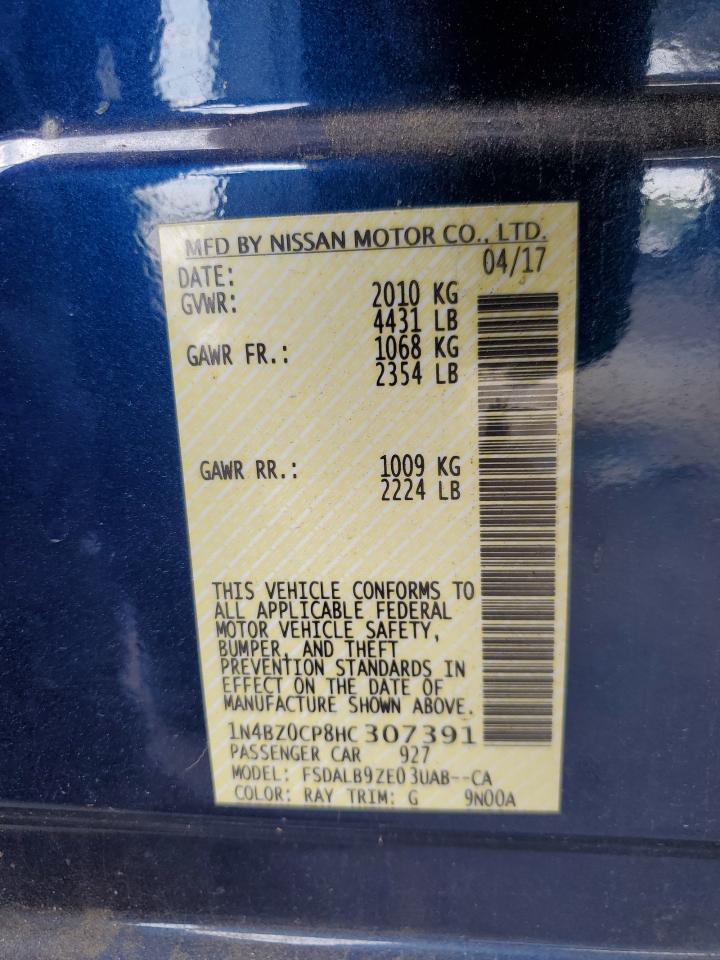 MFD BY NISSAN MOTOR CO., LTD.
DATE: 04/17
GVWR: 2010 KG
4431 LB
GAWR FR.: 1068 KG
2354 LB
GAWR RR.: 1009 KG
2224 LB
THIS VEHICLE CONFORMS TO
ALL APPLICABLE FEDERAL
MOTOR VEHICLE SAFETY,
BUMPER, AND THEFT
PREVENTION STANDARDS IN
EFFECT ON THE DATE OF
MANUFACTURE SHOWN ABOVE.
1N4BZ0CP8HC307391
PASSENGER CAR 927
MODEL: FSDALB9ZE03UAB--CA
COLOR: RAY TRIM: G 9N00A